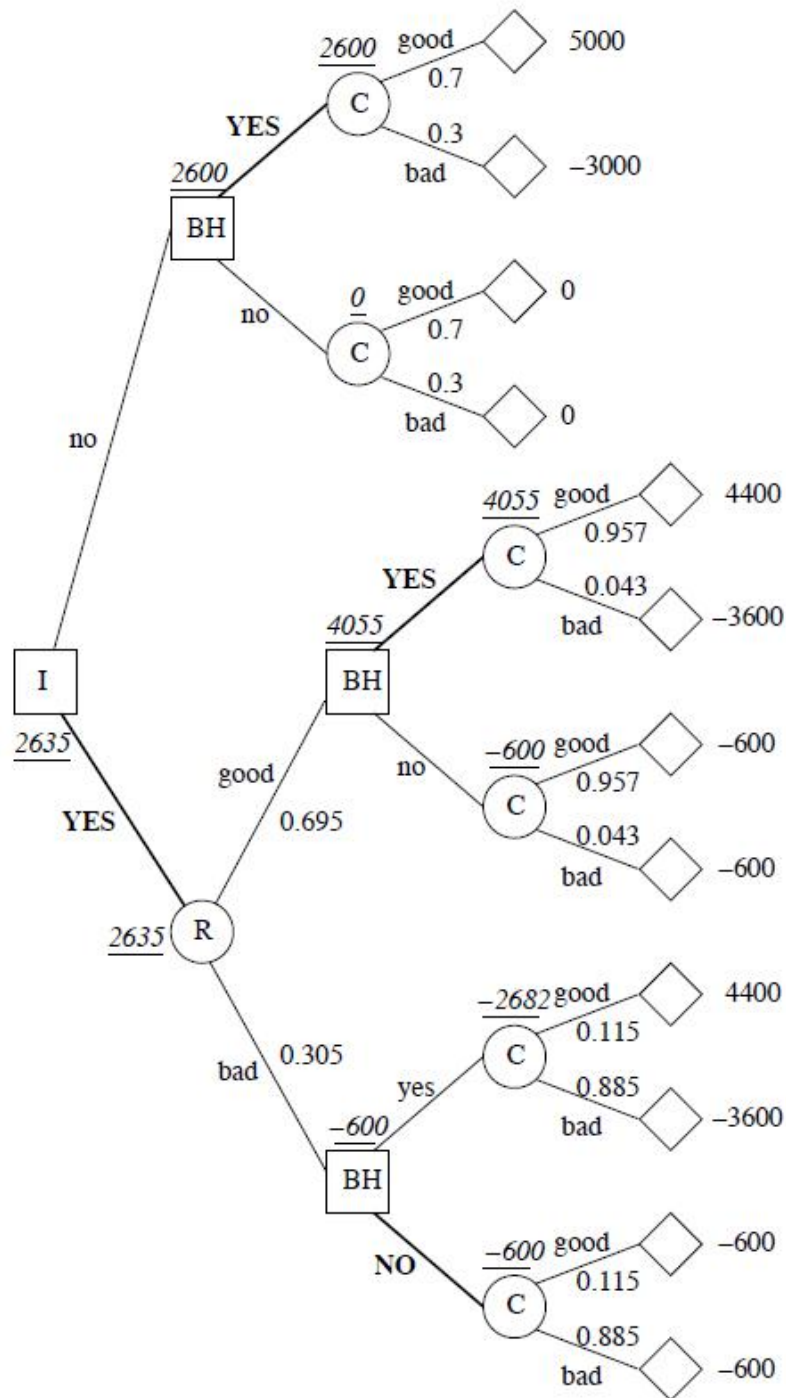 2600 good 5000
C 0.7
YES 0.3 −3000
2600 bad
BH
0 good 0
no 0.7
C
0.3
bad 0
no
4055 good 4400
C 0.957
YES 0.043
4055 bad −3600
I BH
2635 −600 good −600
good no 0.957
0.695 C
YES 0.043
bad −600
2635 R
−2682 good 4400
0.305 C 0.115
bad yes 0.885
−600 bad −3600
BH
−600 good −600
NO 0.115
C
0.885
bad −600